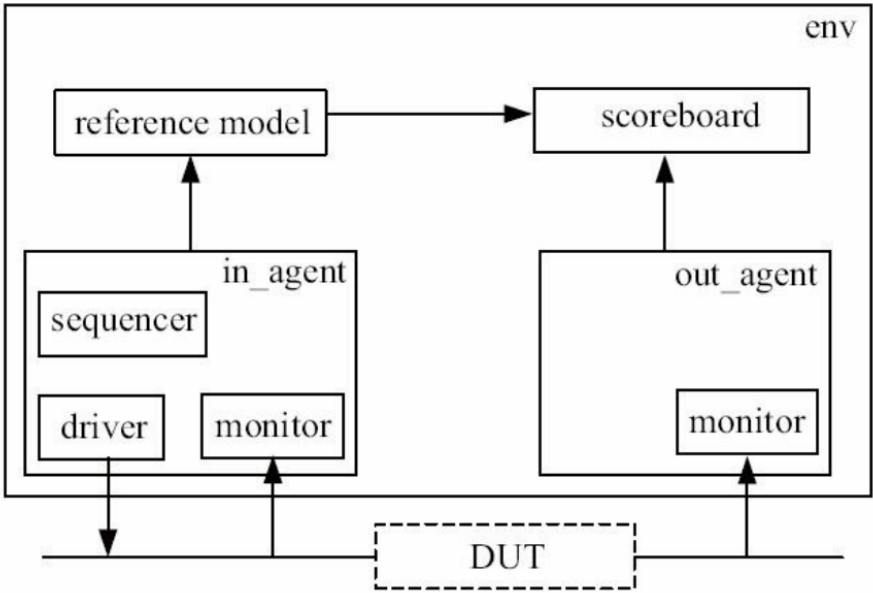 env
reference model
scoreboard
in_agent
out_agent
sequencer
driver
monitor
monitor
DUT